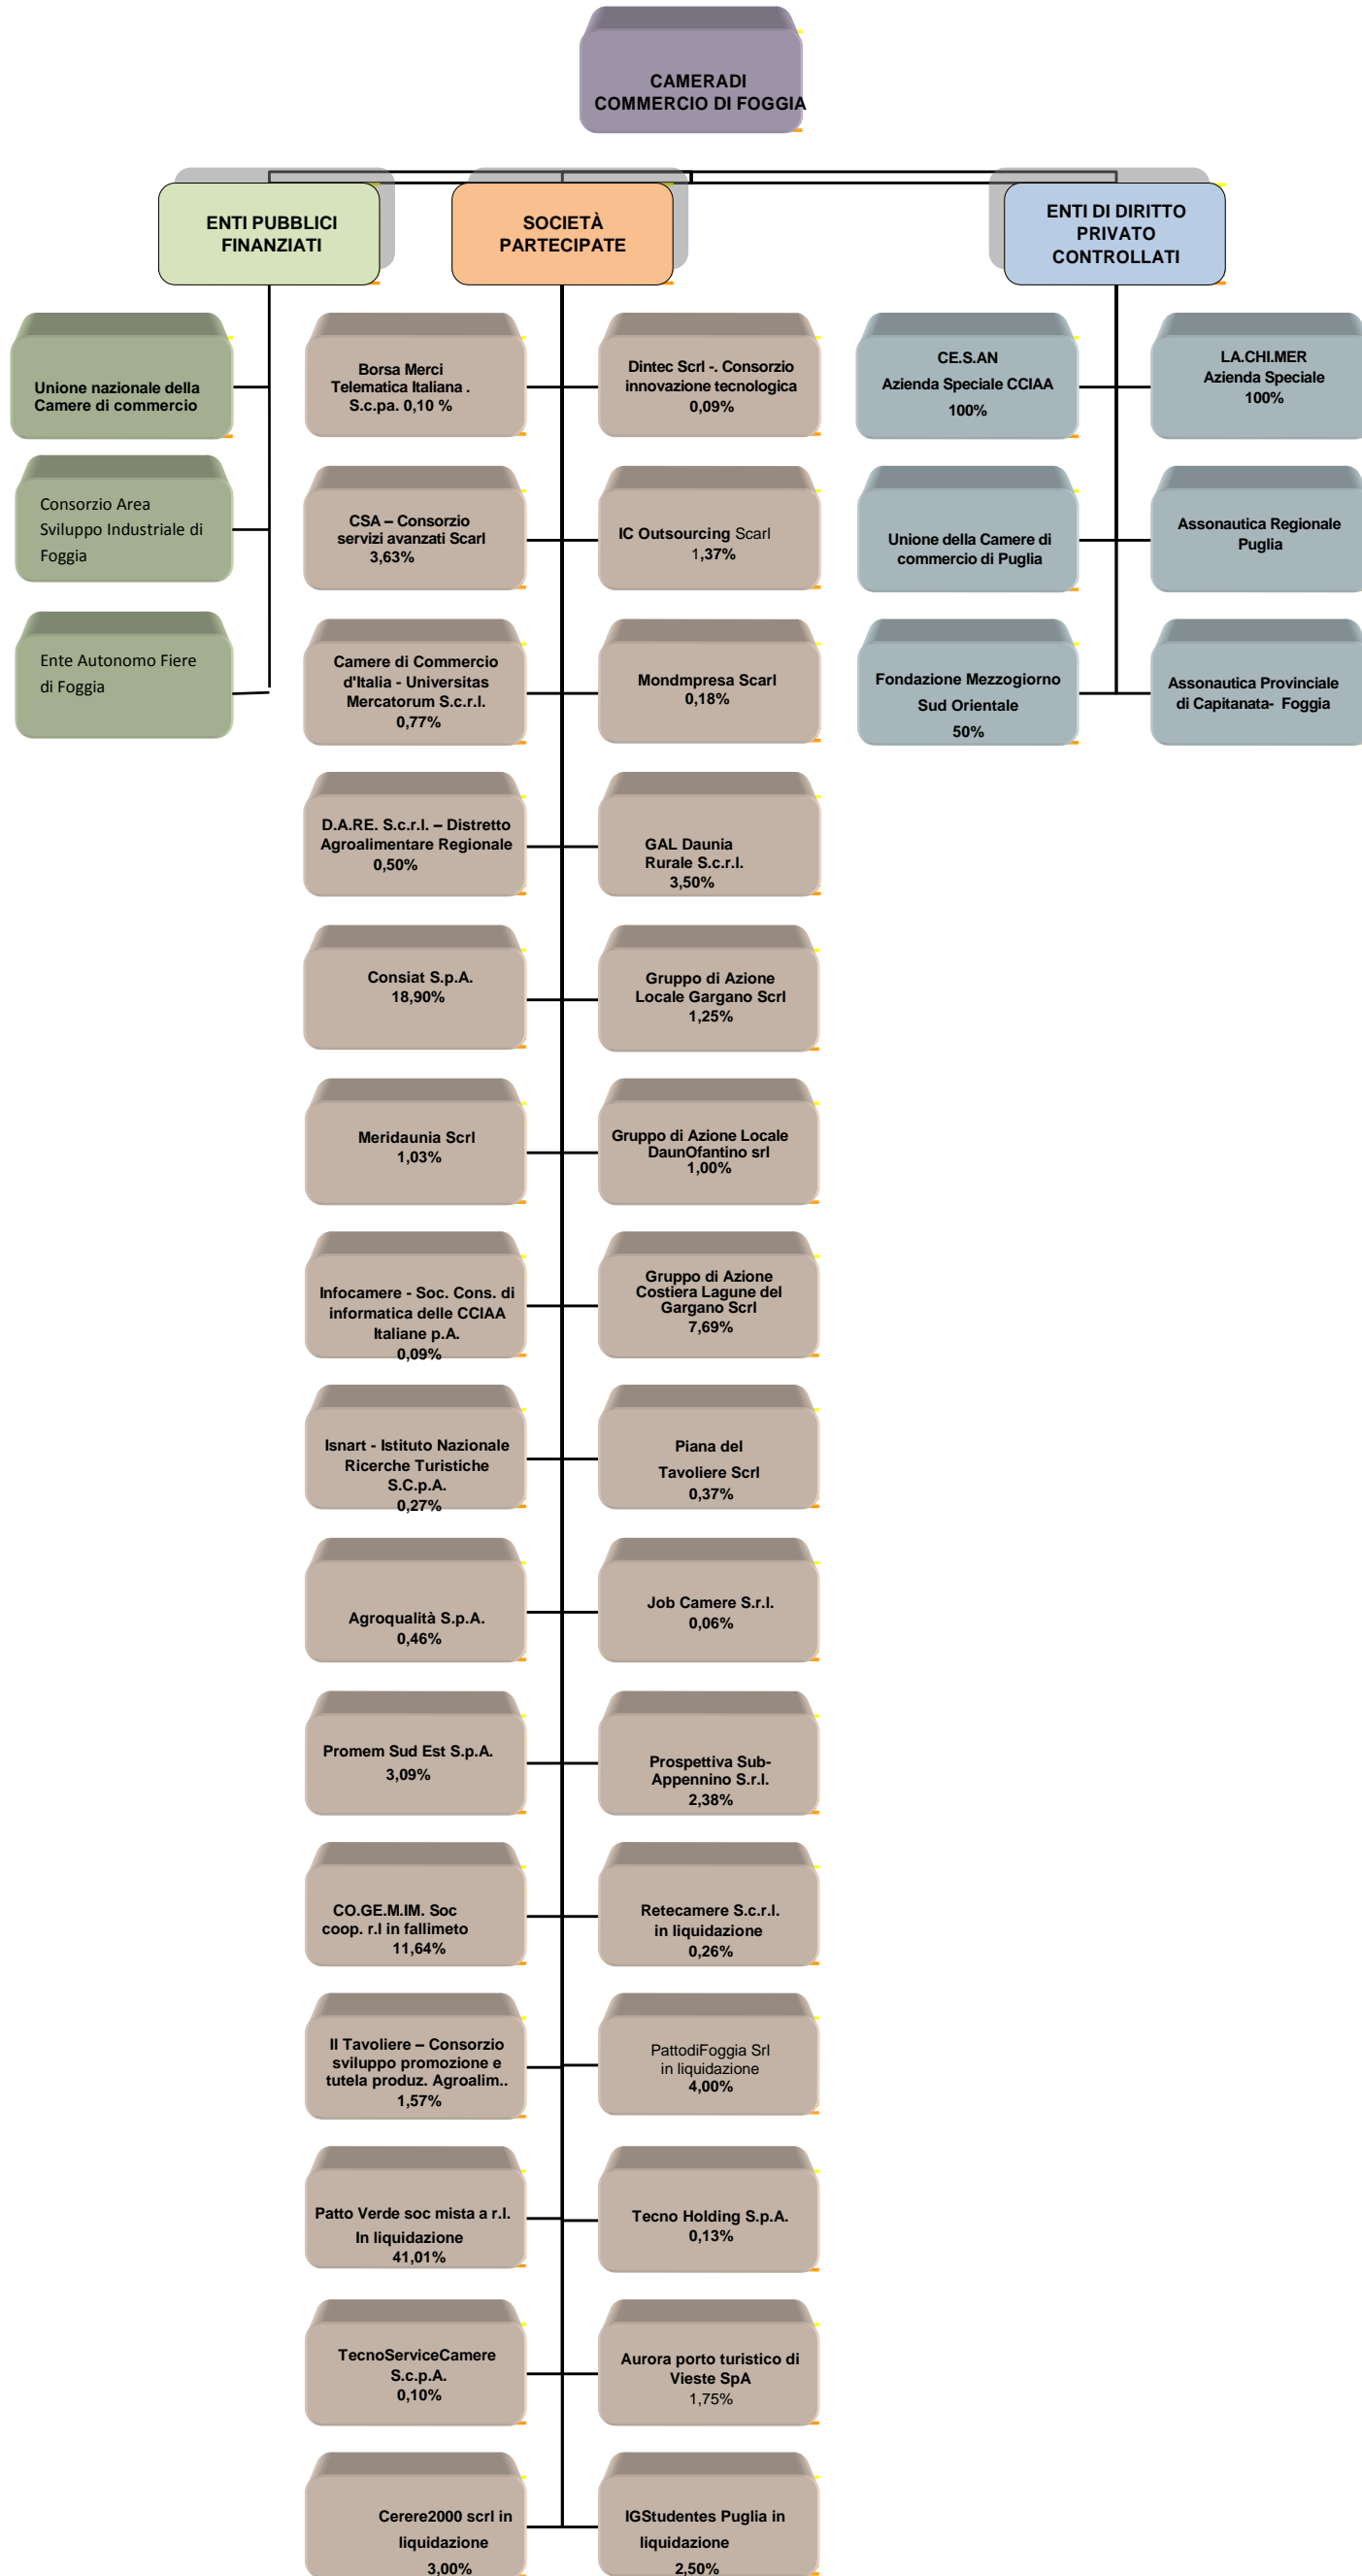 CAMERADI
COMMERCIO DI FOGGIA
ENTI PUBBLICI
FINANZIATI
SOCIETÀ
PARTECIPATE
ENTI DI DIRITTO
PRIVATO
CONTROLLATI
Unione nazionale della
Camere di commercio
Borsa Merci
Telematica Italiana .
S.c.pa. 0,10 %
Dintec Scrl -. Consorzio
innovazione tecnologica
0,09%
CE.S.AN
Azienda Speciale CCIAA
100%
LA.CHI.MER
Azienda Speciale
100%
Consorzio Area
Sviluppo Industriale di
Foggia
CSA – Consorzio
servizi avanzati Scarl
3,63%
IC Outsourcing Scarl
1,37%
Unione della Camere di
commercio di Puglia
Assonautica Regionale
Puglia
Ente Autonomo Fiere
di Foggia
Camere di Commercio
d'Italia - Universitas
Mercatorum S.c.r.l.
0,77%
Mondmpresa Scarl
0,18%
Fondazione Mezzogiorno
Sud Orientale
50%
Assonautica Provinciale
di Capitanata- Foggia
D.A.RE. S.c.r.l. – Distretto
Agroalimentare Regionale
0,50%
GAL Daunia
Rurale S.c.r.l.
3,50%
Consiat S.p.A.
18,90%
Gruppo di Azione
Locale Gargano Scrl
1,25%
Meridaunia Scrl
1,03%
Gruppo di Azione Locale
DaunOfantino srl
1,00%
Infocamere - Soc. Cons. di
informatica delle CCIAA
Italiane p.A.
0,09%
Gruppo di Azione
Costiera Lagune del
Gargano Scrl
7,69%
Isnart - Istituto Nazionale
Ricerche Turistiche
S.C.p.A.
0,27%
Piana del
Tavoliere Scrl
0,37%
Agroqualità S.p.A.
0,46%
Job Camere S.r.l.
0,06%
Promem Sud Est S.p.A.
3,09%
Prospettiva Sub-
Appennino S.r.l.
2,38%
CO.GE.M.IM. Soc
coop. r.l in fallimeto
11,64%
Retecamere S.c.r.l.
in liquidazione
0,26%
Il Tavoliere – Consorzio
sviluppo promozione e
tutela produz. Agroalim..
1,57%
PattodiFoggia Srl
in liquidazione
4,00%
Patto Verde soc mista a r.l.
In liquidazione
41,01%
Tecno Holding S.p.A.
0,13%
TecnoServiceCamere
S.c.p.A.
0,10%
Aurora porto turistico di
Vieste SpA
1,75%
Cerere2000 scrl in
liquidazione
3,00%
IGStudentes Puglia in
liquidazione
2,50%